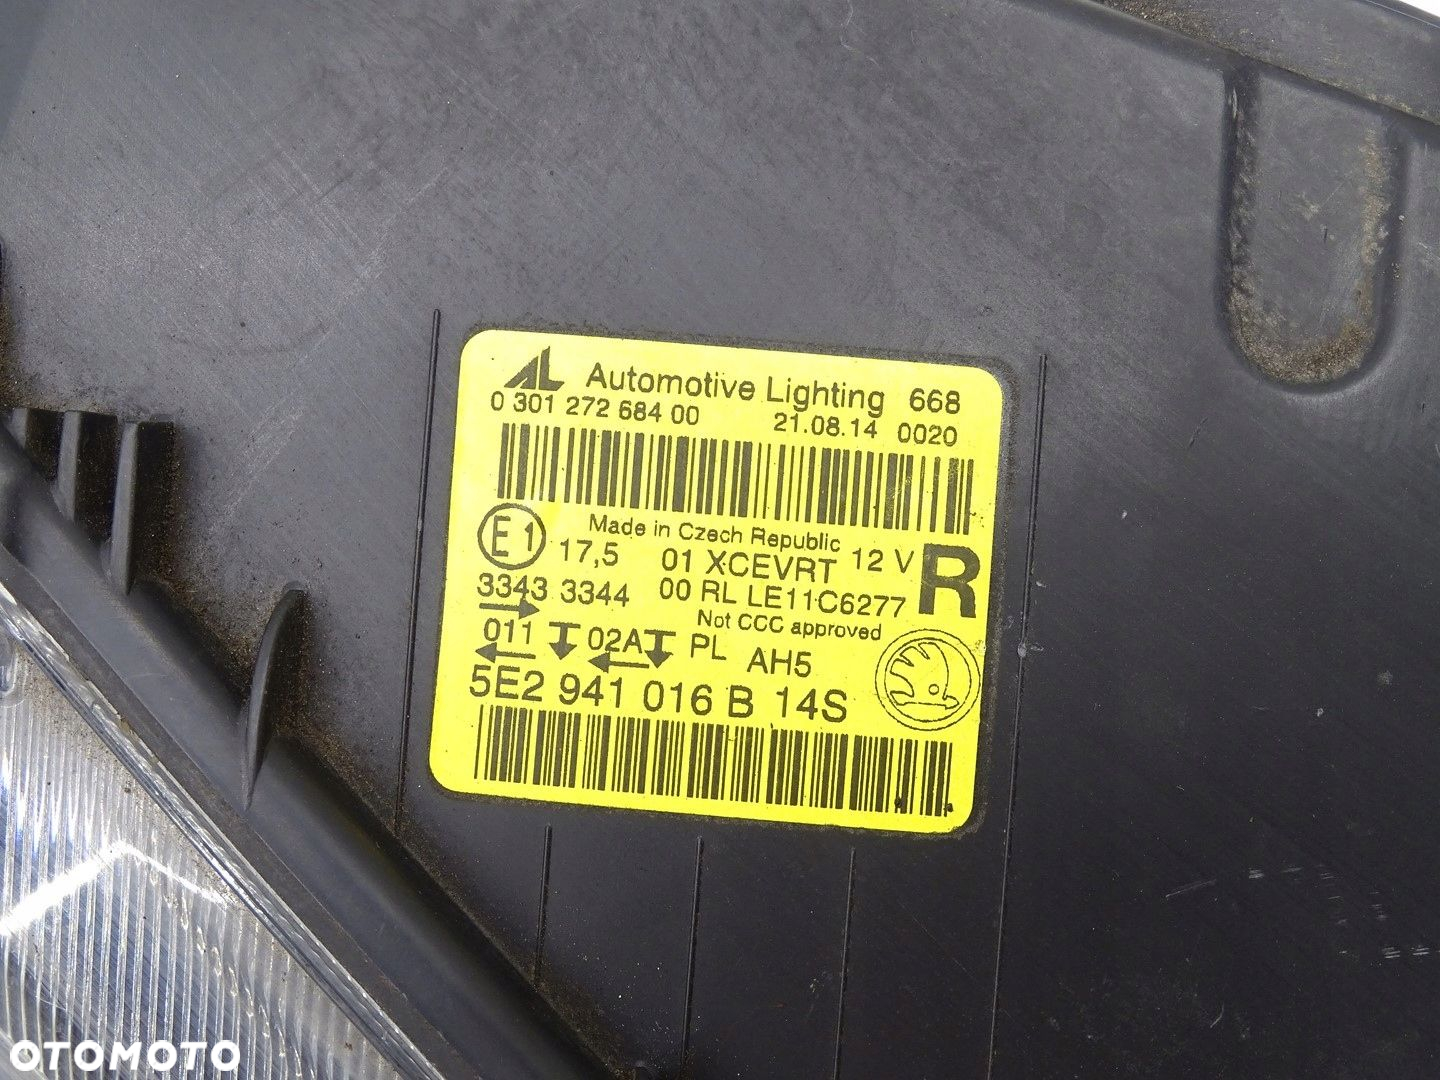 AL Automotive Lighting 668
0 301 272 684 00 21.08.14 0020
Made in Czech Republic
E1 17,5 01 XCEVRT 12 V R
3343 3344 00 RL LE11C6277
Not CCC approved
011 02A PL AH5
5E2 941 016 B 14S
OTOMOTO